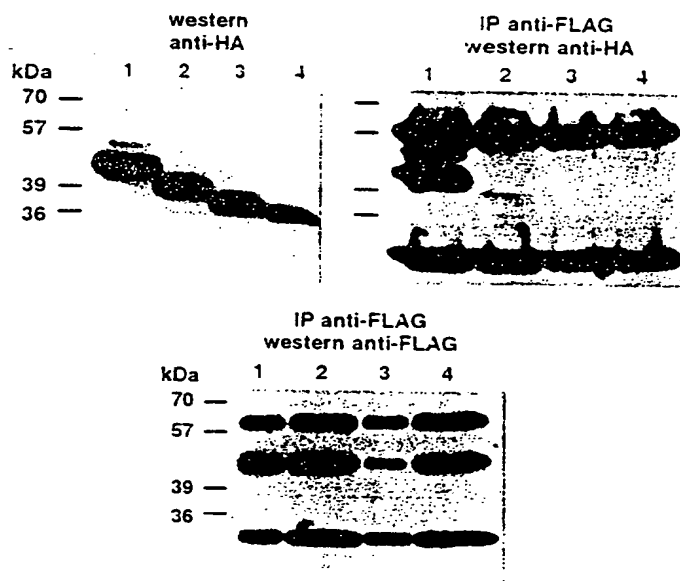 western
anti-HA
kDa 1 2 3 4
70
57
39
36
IP anti-FLAG
western anti-HA
1 2 3 4
IP anti-FLAG
western anti-FLAG
kDa 1 2 3 4
70
57
39
36